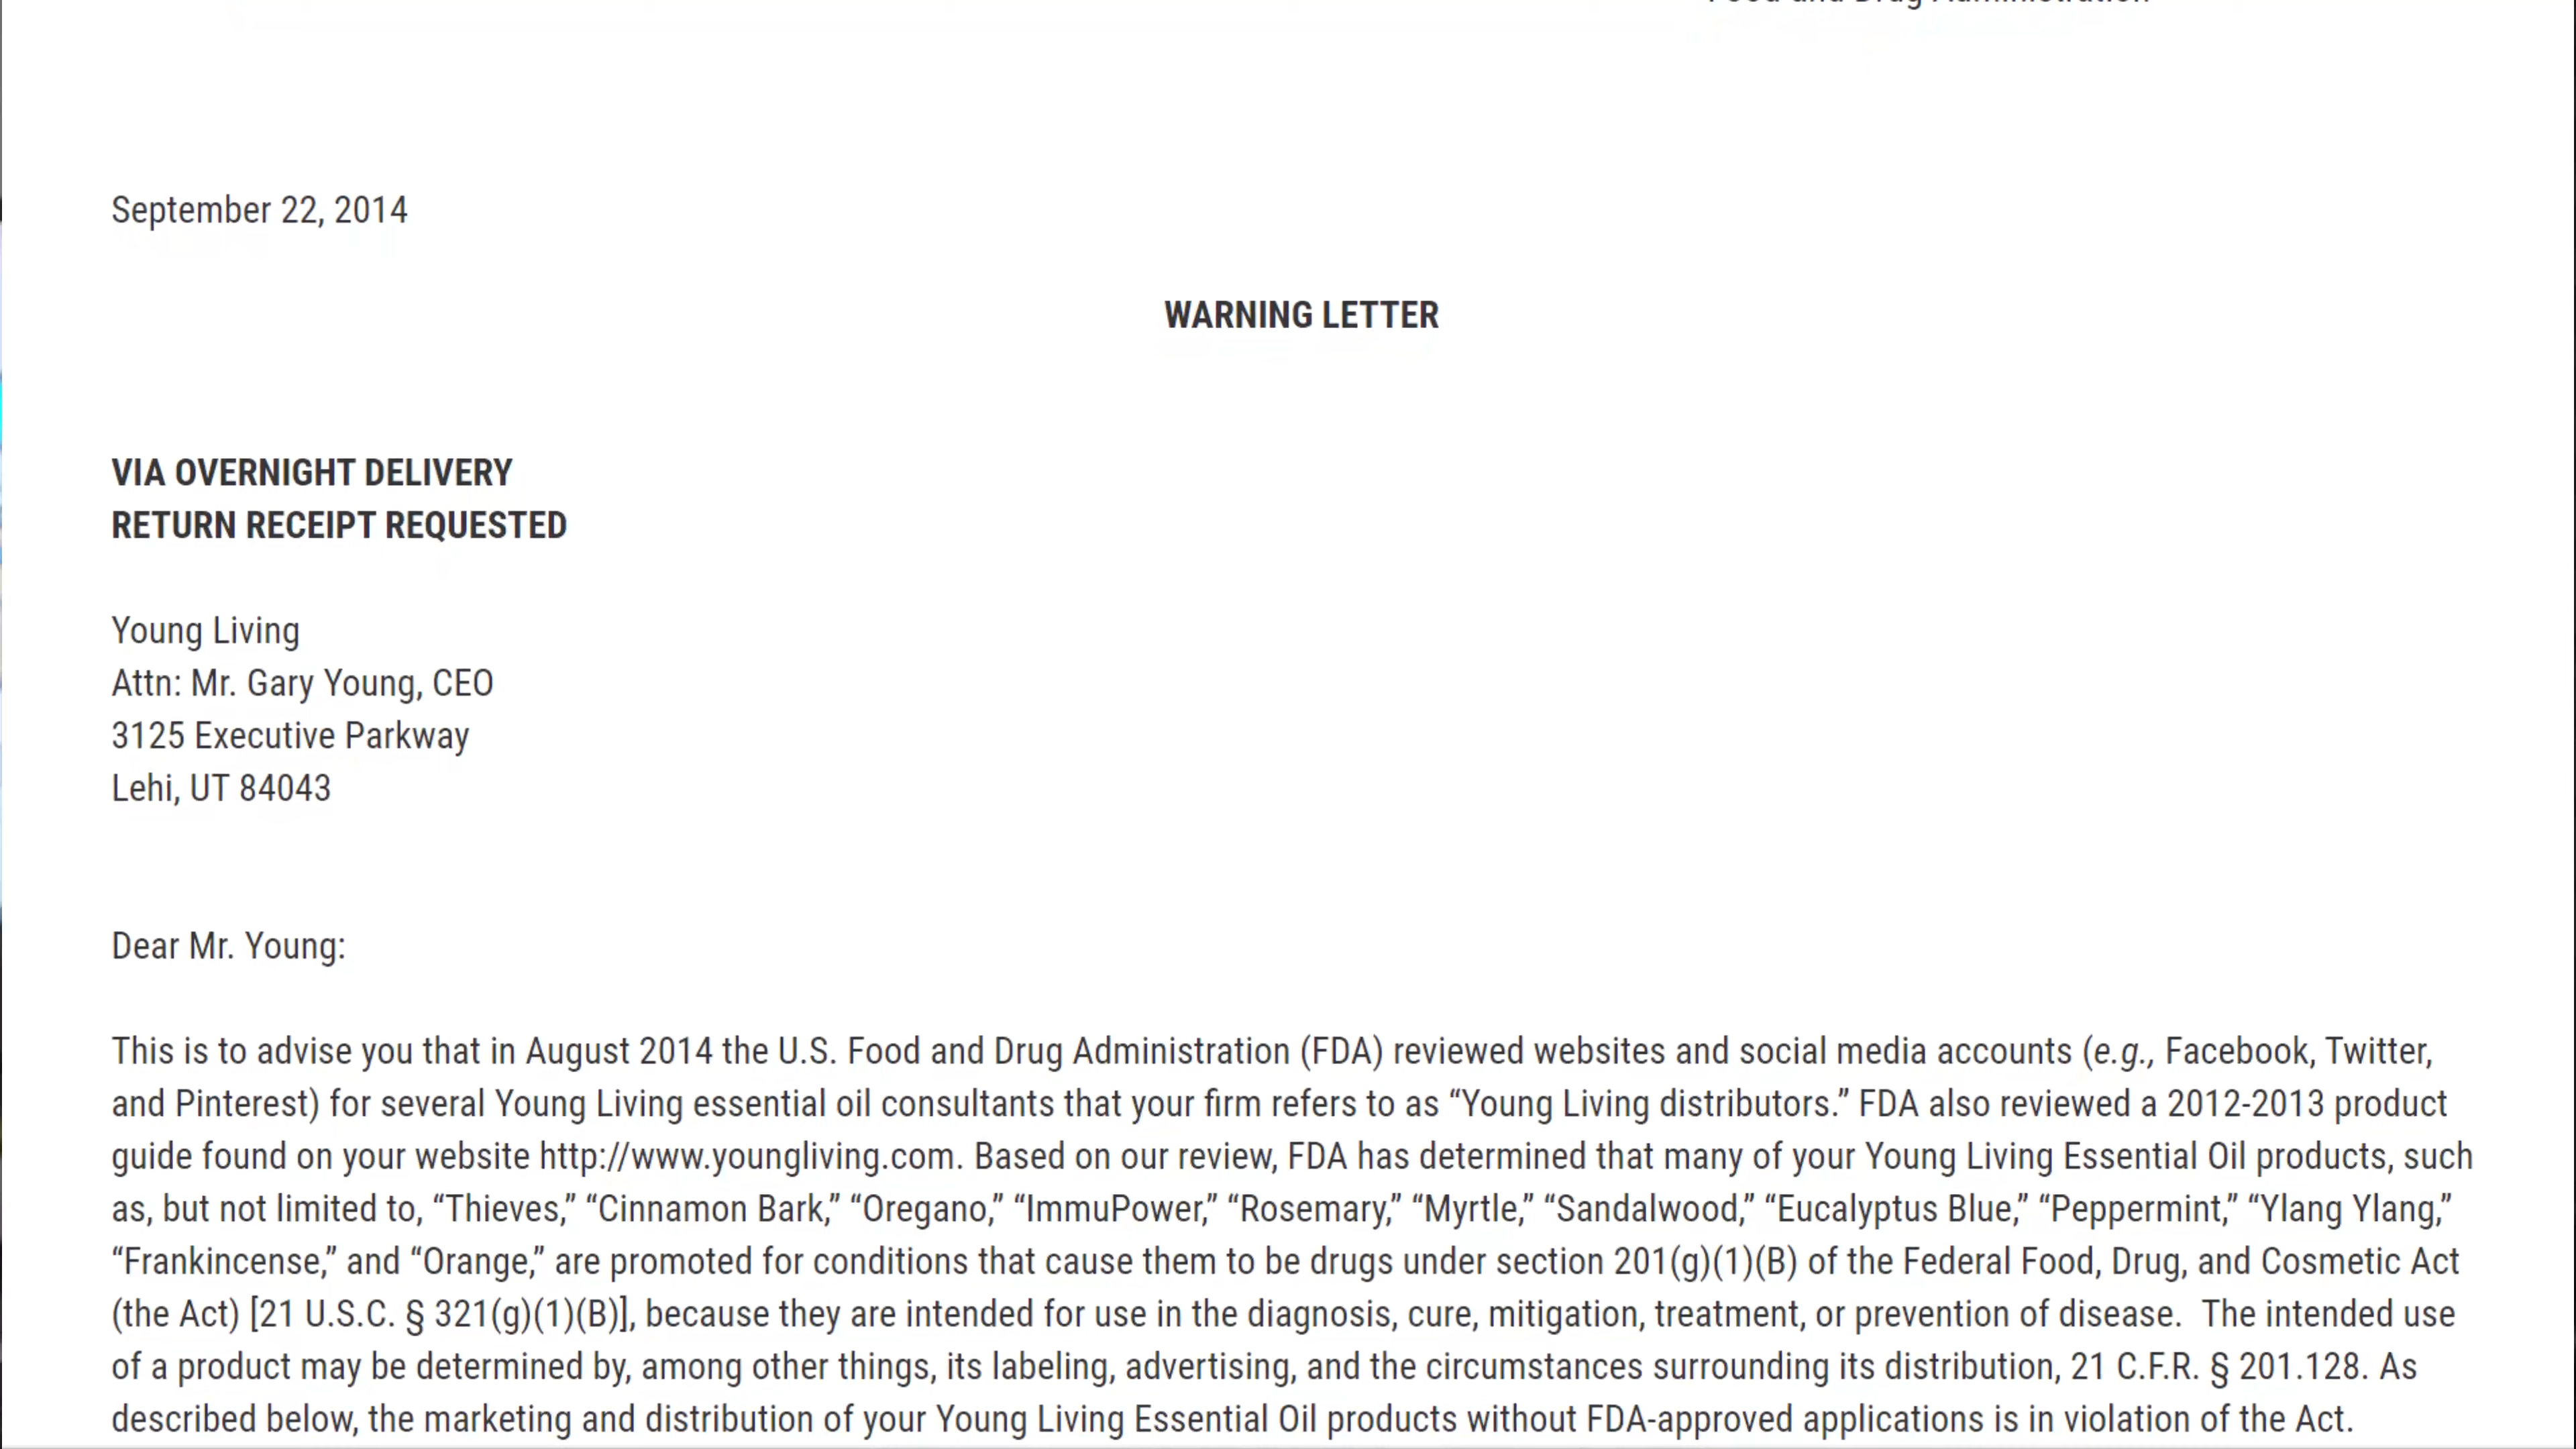 Food and Drug Administration
September 22, 2014
WARNING LETTER
VIA OVERNIGHT DELIVERY
RETURN RECEIPT REQUESTED
Young Living
Attn: Mr. Gary Young, CEO
3125 Executive Parkway
Lehi, UT 84043
Dear Mr. Young:
This is to advise you that in August 2014 the U.S. Food and Drug Administration (FDA) reviewed websites and social media accounts (e.g., Facebook, Twitter,
and Pinterest) for several Young Living essential oil consultants that your firm refers to as “Young Living distributors.” FDA also reviewed a 2012-2013 product
guide found on your website http://www.youngliving.com. Based on our review, FDA has determined that many of your Young Living Essential Oil products, such
as, but not limited to, “Thieves,” “Cinnamon Bark,” “Oregano,” “ImmuPower,” “Rosemary,” “Myrtle,” “Sandalwood,” “Eucalyptus Blue,” “Peppermint,” “Ylang Ylang,”
“Frankincense,” and “Orange,” are promoted for conditions that cause them to be drugs under section 201(g)(1)(B) of the Federal Food, Drug, and Cosmetic Act
(the Act) [21 U.S.C. § 321(g)(1)(B)], because they are intended for use in the diagnosis, cure, mitigation, treatment, or prevention of disease.  The intended use
of a product may be determined by, among other things, its labeling, advertising, and the circumstances surrounding its distribution, 21 C.F.R. § 201.128. As
described below, the marketing and distribution of your Young Living Essential Oil products without FDA-approved applications is in violation of the Act.